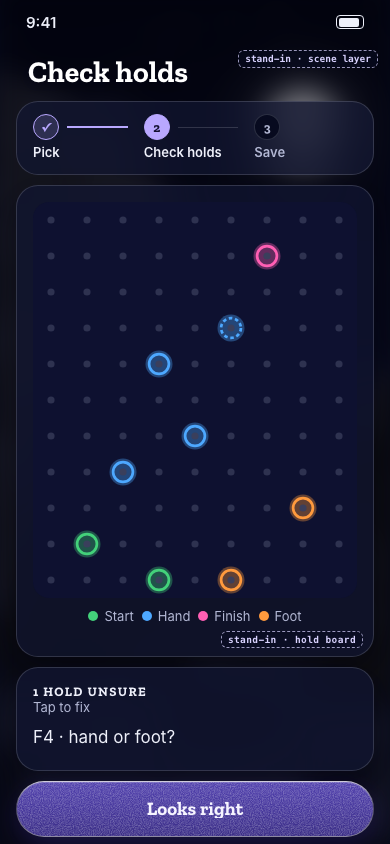 9:41
stand-in · scene layer
Check holds
✓ 2 3
Pick Check holds Save
Start Hand Finish Foot
stand-in · hold board
1 HOLD UNSURE
Tap to fix
F4 · hand or foot?
Looks right